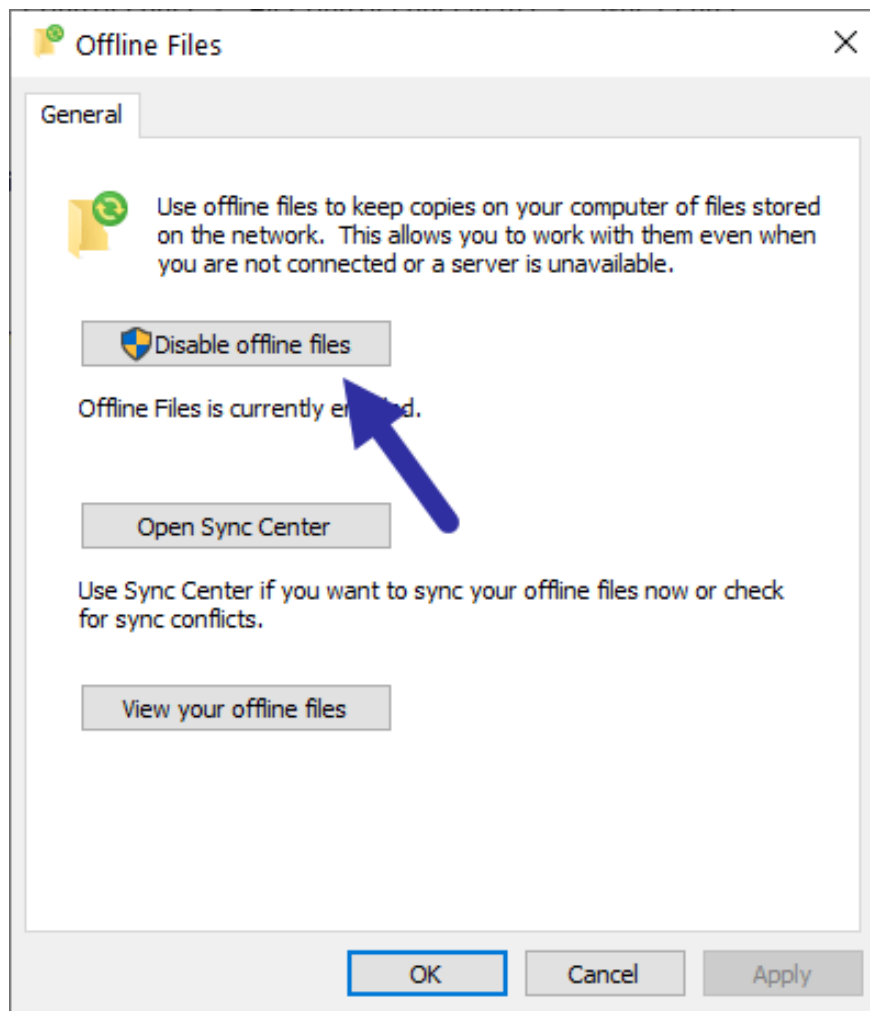 Offline Files
General
Use offline files to keep copies on your computer of files stored
on the network. This allows you to work with them even when
you are not connected or a server is unavailable.
Disable offline files
Offline Files is currently
Open Sync Center
Use Sync Center if you want to sync your offline files now or check
for sync conflicts.
View your offline files
OK
Cancel
Apply